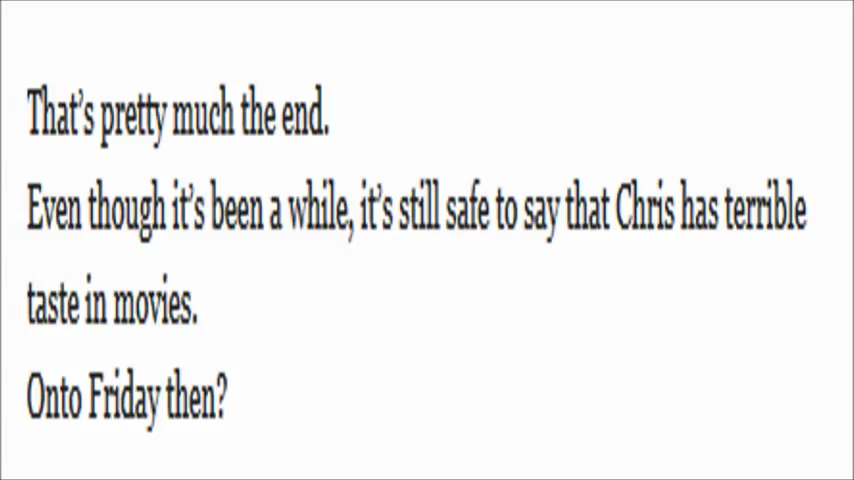 That’s pretty much the end.
Even though it’s been a while, it’s still safe to say that Chris has terrible
taste in movies.
Onto Friday then?